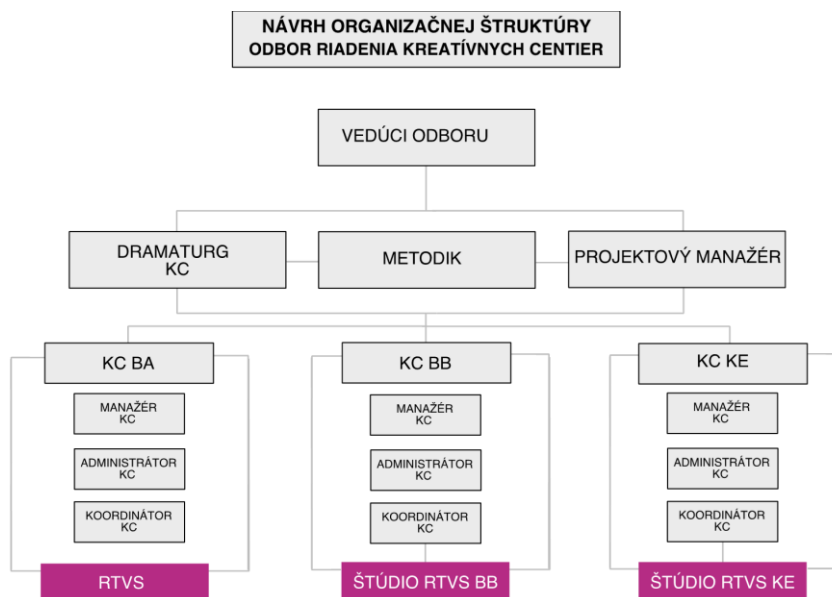 NÁVRH ORGANIZAČNEJ ŠTRUKTÚRY
ODBOR RIADENIA KREATÍVNYCH CENTIER
VEDÚCI ODBORU
DRAMATURG
KC
METODIK
PROJEKTOVÝ MANAŽÉR
KC BA
MANAŽÉR
KC
ADMINISTRÁTOR
KC
KOORDINÁTOR
KC
RTVS
KC BB
MANAŽÉR
KC
ADMINISTRÁTOR
KC
KOORDINÁTOR
KC
ŠTÚDIO RTVS BB
KC KE
MANAŽÉR
KC
ADMINISTRÁTOR
KC
KOORDINÁTOR
KC
ŠTÚDIO RTVS KE